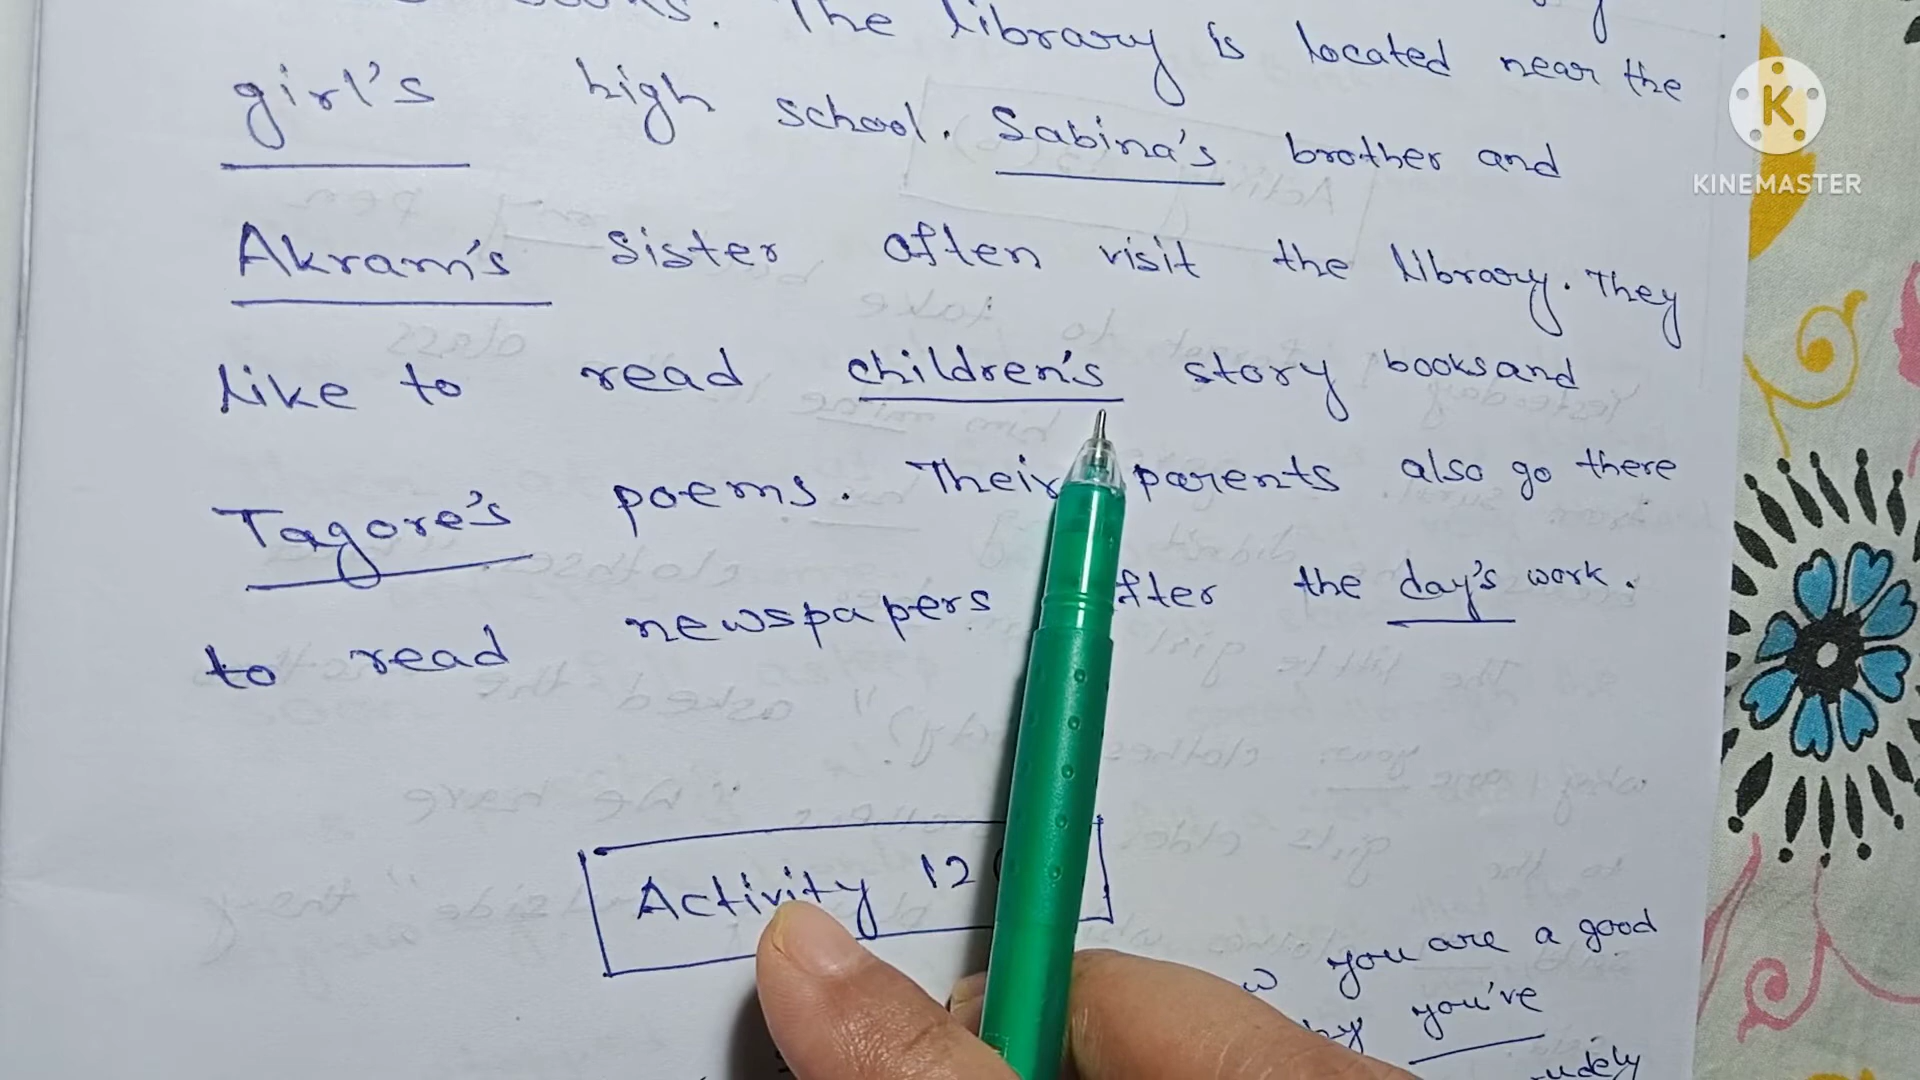 books. The library is located near the
girl's high school. Sabina's brother and
Akram's sister often visit the library. They
like to read children's story books and
Tagore's poems. Their parents also go there
to read newspapers after the day's work.
Activity 12
you are a good
by you've
K
KINEMASTER